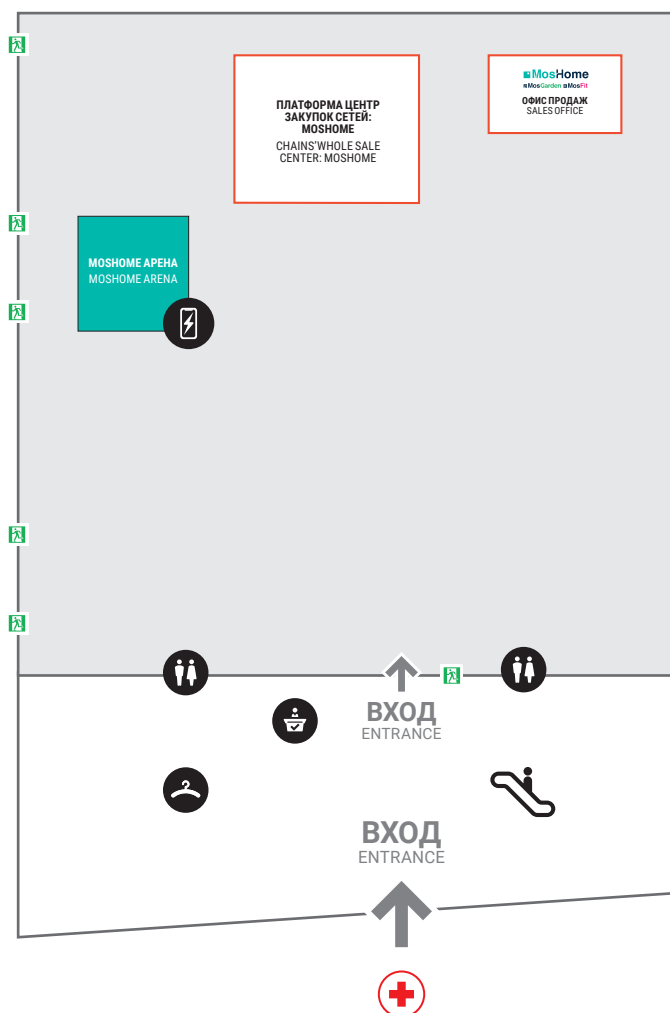 ПЛАТФОРМА ЦЕНТР
ЗАКУПОК СЕТЕЙ:
MOSHOME
CHAINS'WHOLE SALE
CENTER: MOSHOME
MosHome
MosGarden MosFit
ОФИС ПРОДАЖ
SALES OFFICE
MOSHOME АРЕНА
MOSHOME ARENA
ВХОД
ENTRANCE
ВХОД
ENTRANCE